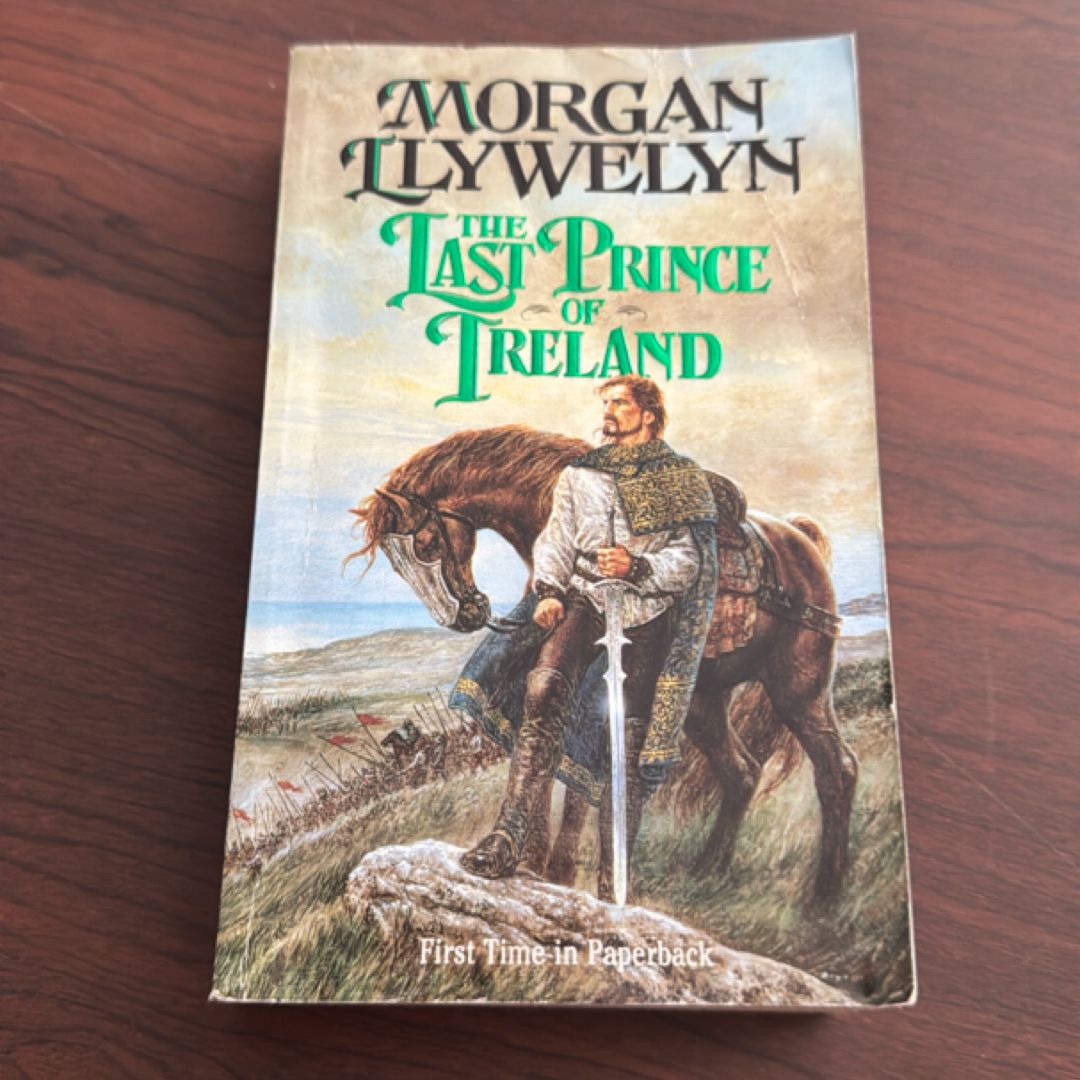 MORGAN
LLYWELYN
THE
LAST PRINCE
OF
IRELAND
First Time in Paperback